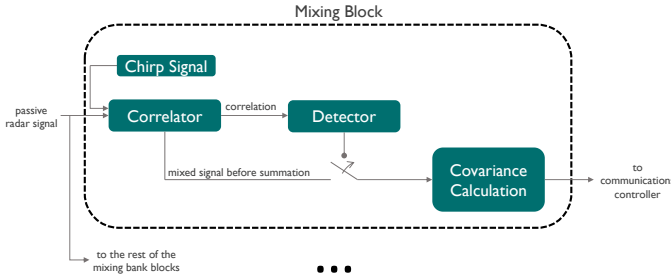 Mixing Block
Chirp Signal
passive
radar signal
Correlator
correlation
Detector
mixed signal before summation
Covariance
Calculation
to
communication
controller
to the rest of the
mixing bank blocks
...